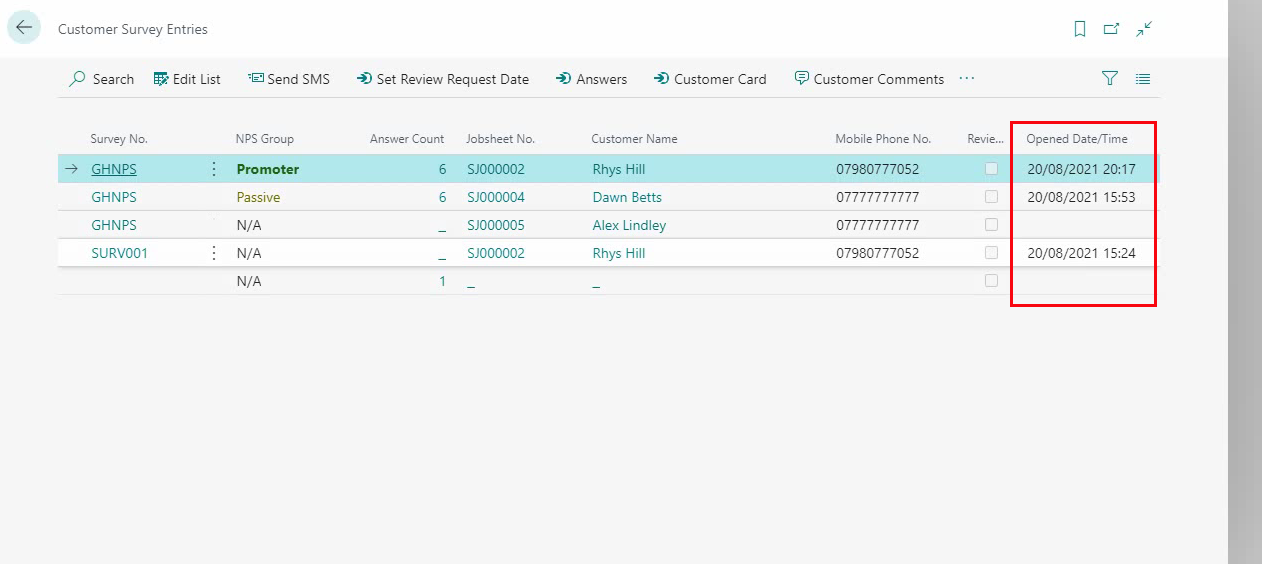 Customer Survey Entries
Search Edit List Send SMS Set Review Request Date Answers Customer Card Customer Comments ...
Survey No. NPS Group Answer Count Jobsheet No. Customer Name Mobile Phone No. Revie... Opened Date/Time
GHNPS Promoter 6 SJ000002 Rhys Hill 07980777052 20/08/2021 20:17
GHNPS Passive 6 SJ000004 Dawn Betts 07777777777 20/08/2021 15:53
GHNPS N/A _ SJ000005 Alex Lindley 07777777777
SURV001 N/A _ SJ000002 Rhys Hill 07980777052 20/08/2021 15:24
N/A 1 _ _